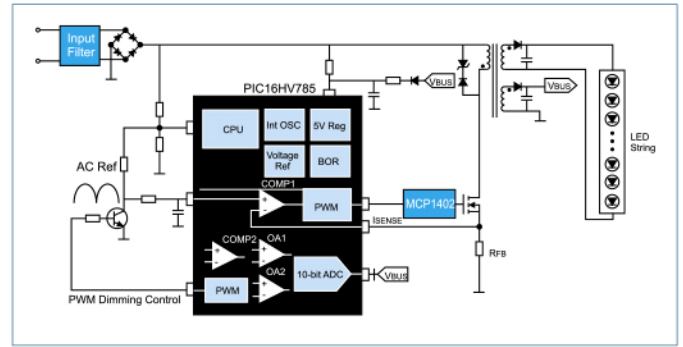 Input
Filter
PIC16HV785
VBUS
VBUS
CPU
Int OSC
5V Reg
Voltage
Ref
BOR
LED
String
AC Ref
COMP1
+
-
PWM
MCP1402
ISENSE
COMP2
OA1
+
-
+
-
RFB
OA2
+
-
10-bit ADC
VBUS
PWM
PWM Dimming Control